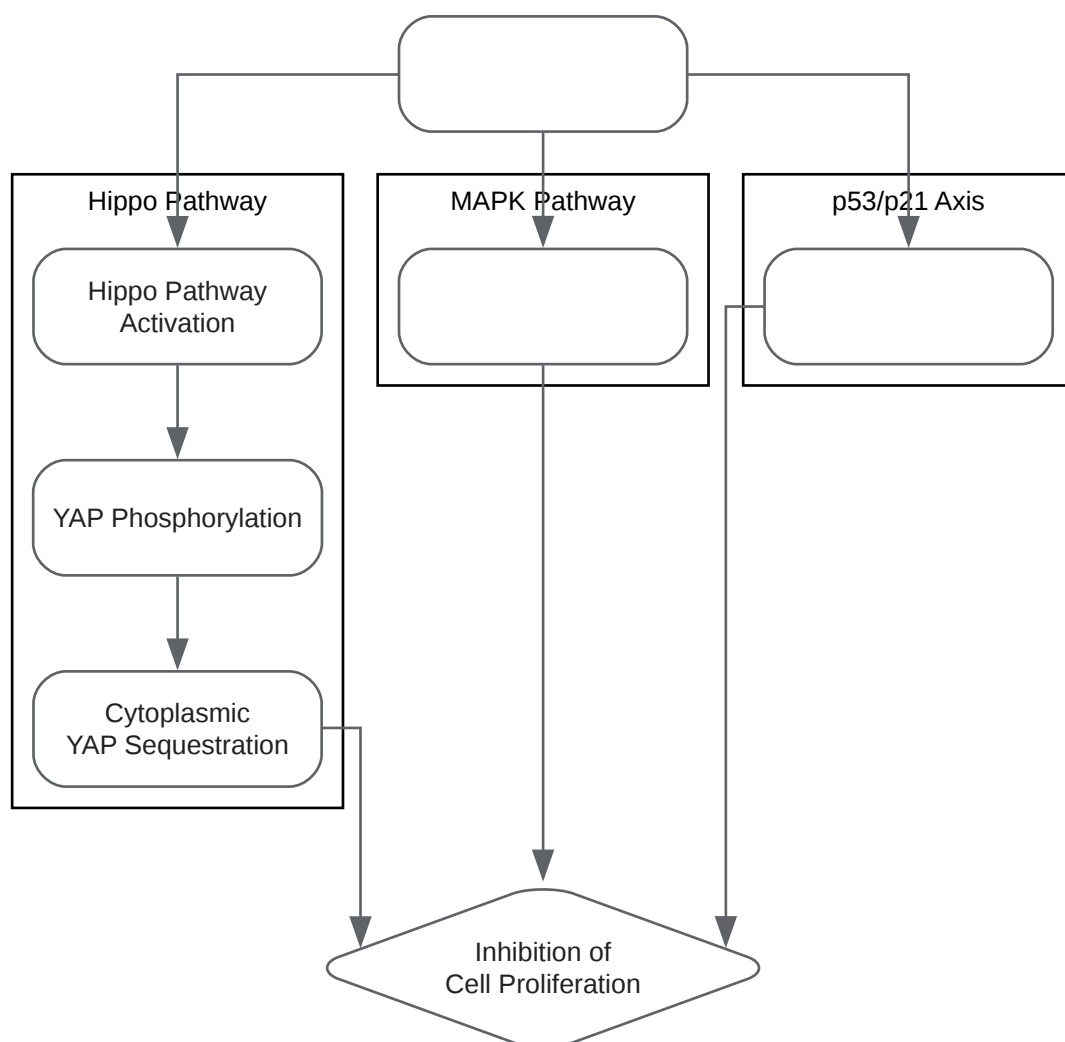 Hippo Pathway
MAPK Pathway
p53/p21 Axis
Hippo Pathway
Activation
YAP Phosphorylation
Cytoplasmic
YAP Sequestration
Inhibition of
Cell Proliferation